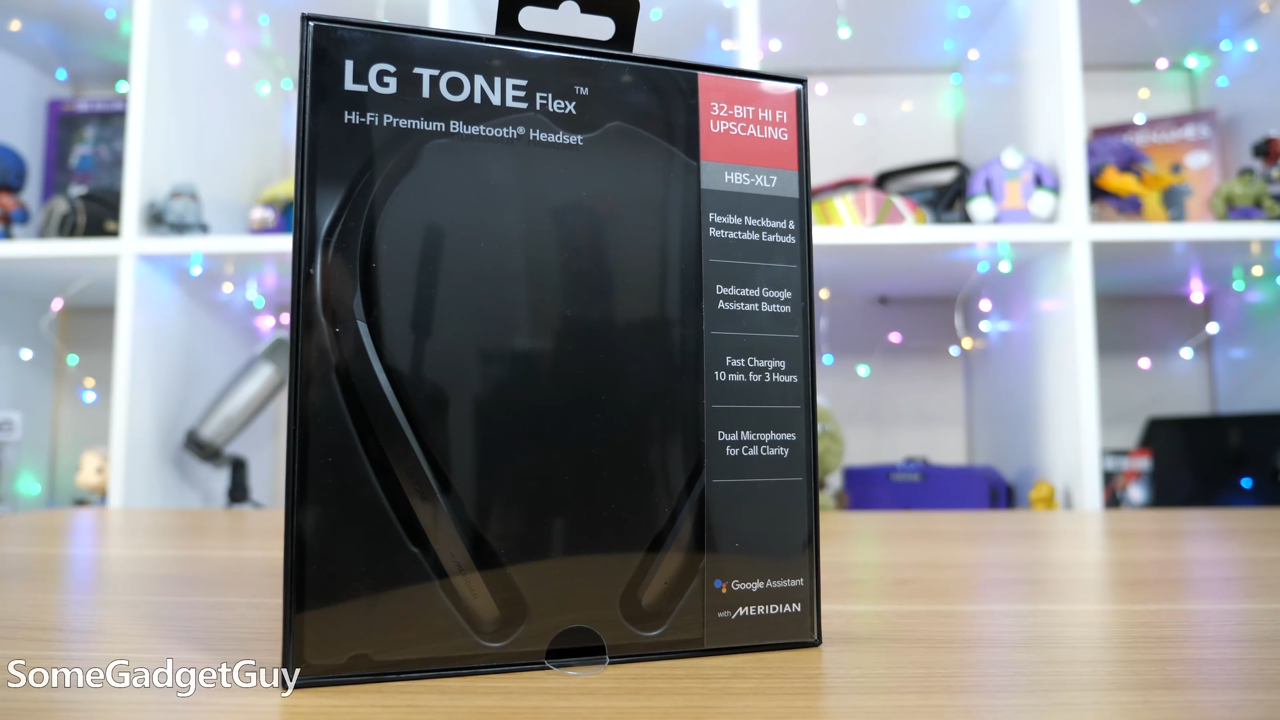 LG TONE Flex™
Hi-Fi Premium Bluetooth® Headset
32-BIT HI FI
UPSCALING
HBS-XL7
Flexible Neckband &
Retractable Earbuds
Dedicated Google
Assistant Button
Fast Charging
10 min. for 3 Hours
Dual Microphones
for Call Clarity
Google Assistant
with MERIDIAN
SomeGadgetGuy